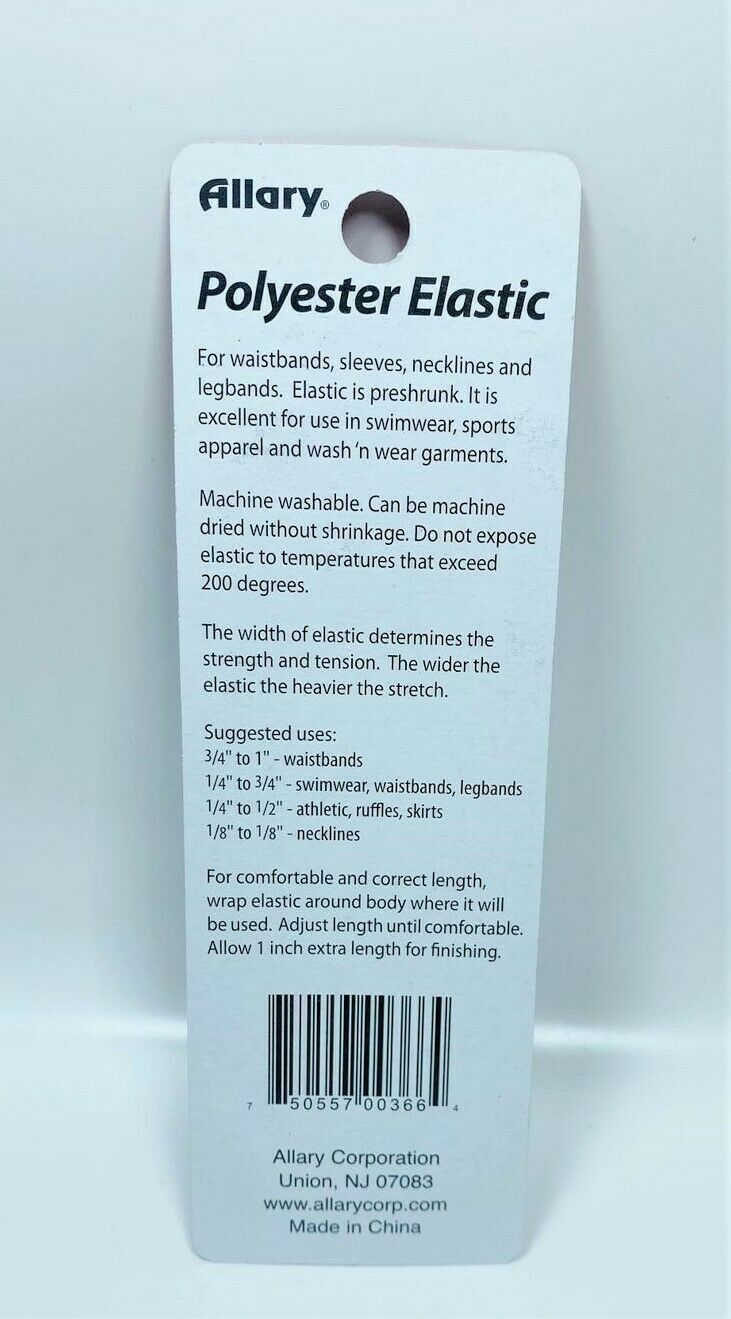 Allary®
Polyester Elastic
For waistbands, sleeves, necklines and
legbands. Elastic is preshrunk. It is
excellent for use in swimwear, sports
apparel and wash 'n wear garments.
Machine washable. Can be machine
dried without shrinkage. Do not expose
elastic to temperatures that exceed
200 degrees.
The width of elastic determines the
strength and tension. The wider the
elastic the heavier the stretch.
Suggested uses:
3/4" to 1" - waistbands
1/4" to 3/4" - swimwear, waistbands, legbands
1/4" to 1/2" - athletic, ruffles, skirts
1/8" to 1/8" - necklines
For comfortable and correct length,
wrap elastic around body where it will
be used. Adjust length until comfortable.
Allow 1 inch extra length for finishing.
7 50557 00366 4
Allary Corporation
Union, NJ 07083
www.allarycorp.com
Made in China